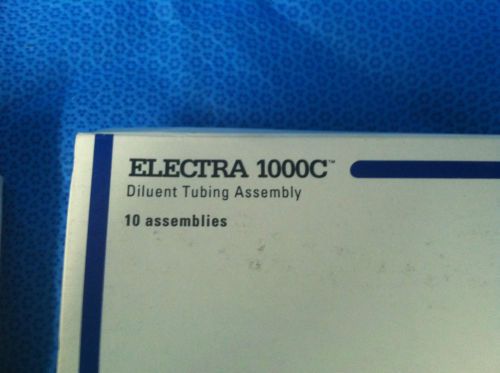 ELECTRA 1000C™
Diluent Tubing Assembly
10 assemblies